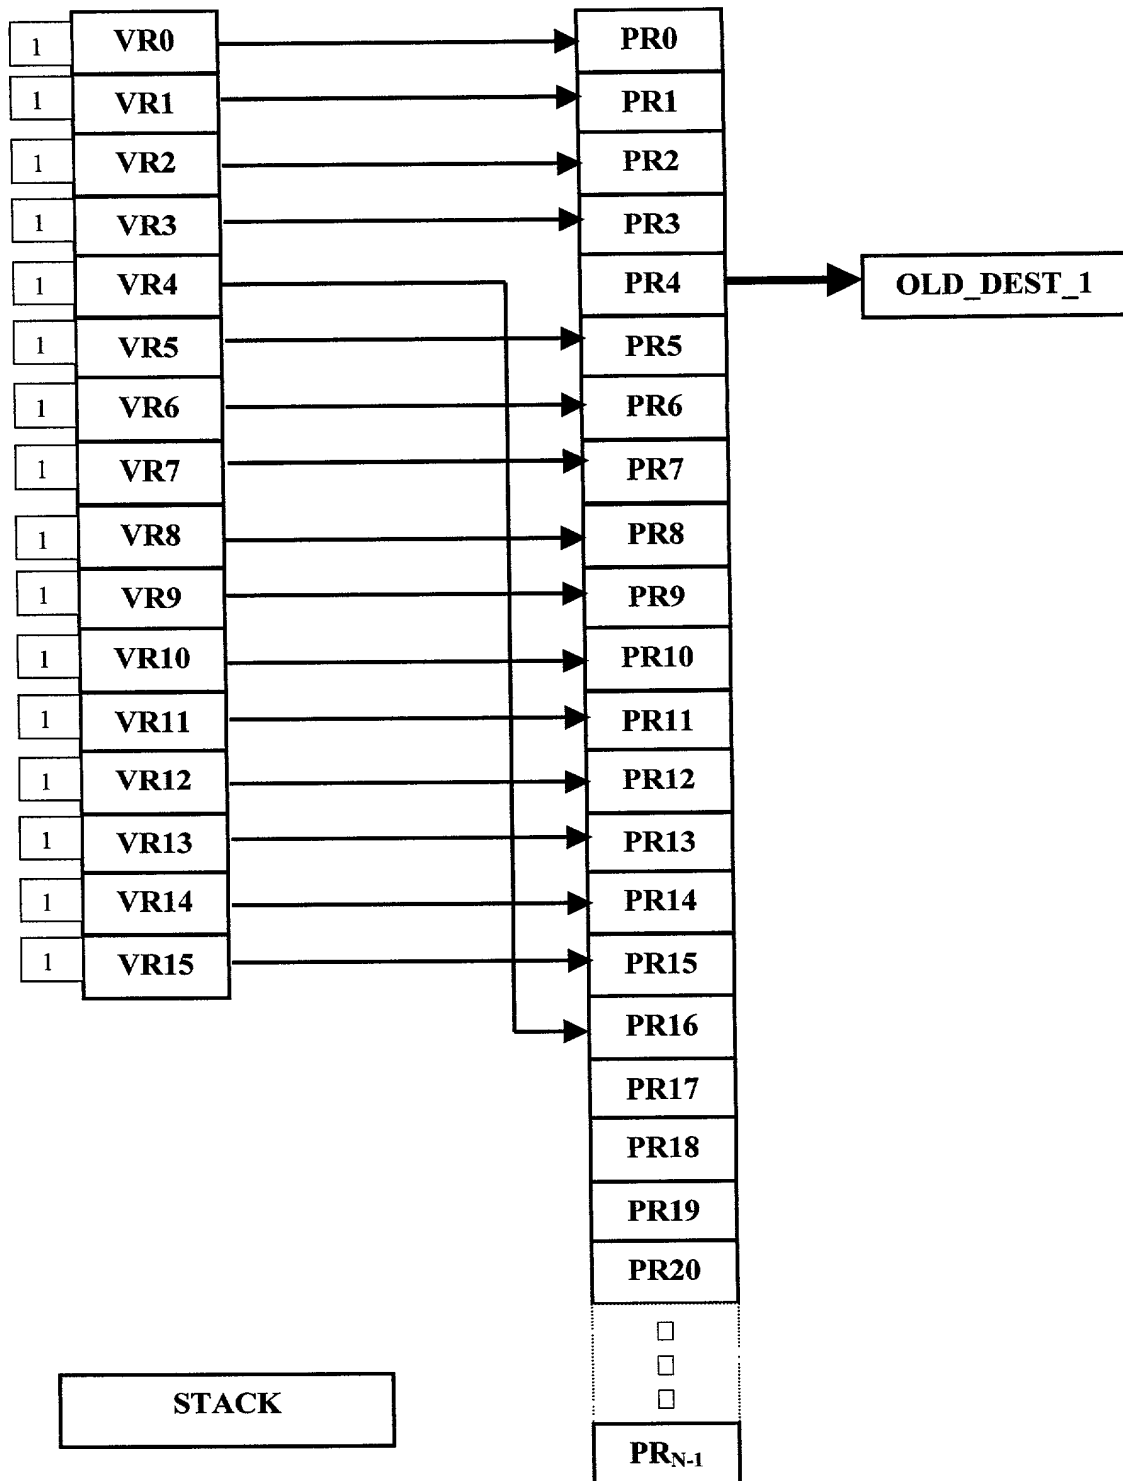 1 VR0 PR0
1 VR1 PR1
1 VR2 PR2
1 VR3 PR3
1 VR4 PR4 OLD_DEST_1
1 VR5 PR5
1 VR6 PR6
1 VR7 PR7
1 VR8 PR8
1 VR9 PR9
1 VR10 PR10
1 VR11 PR11
1 VR12 PR12
1 VR13 PR13
1 VR14 PR14
1 VR15 PR15
PR16
PR17
PR18
PR19
PR20
STACK
PRN-1